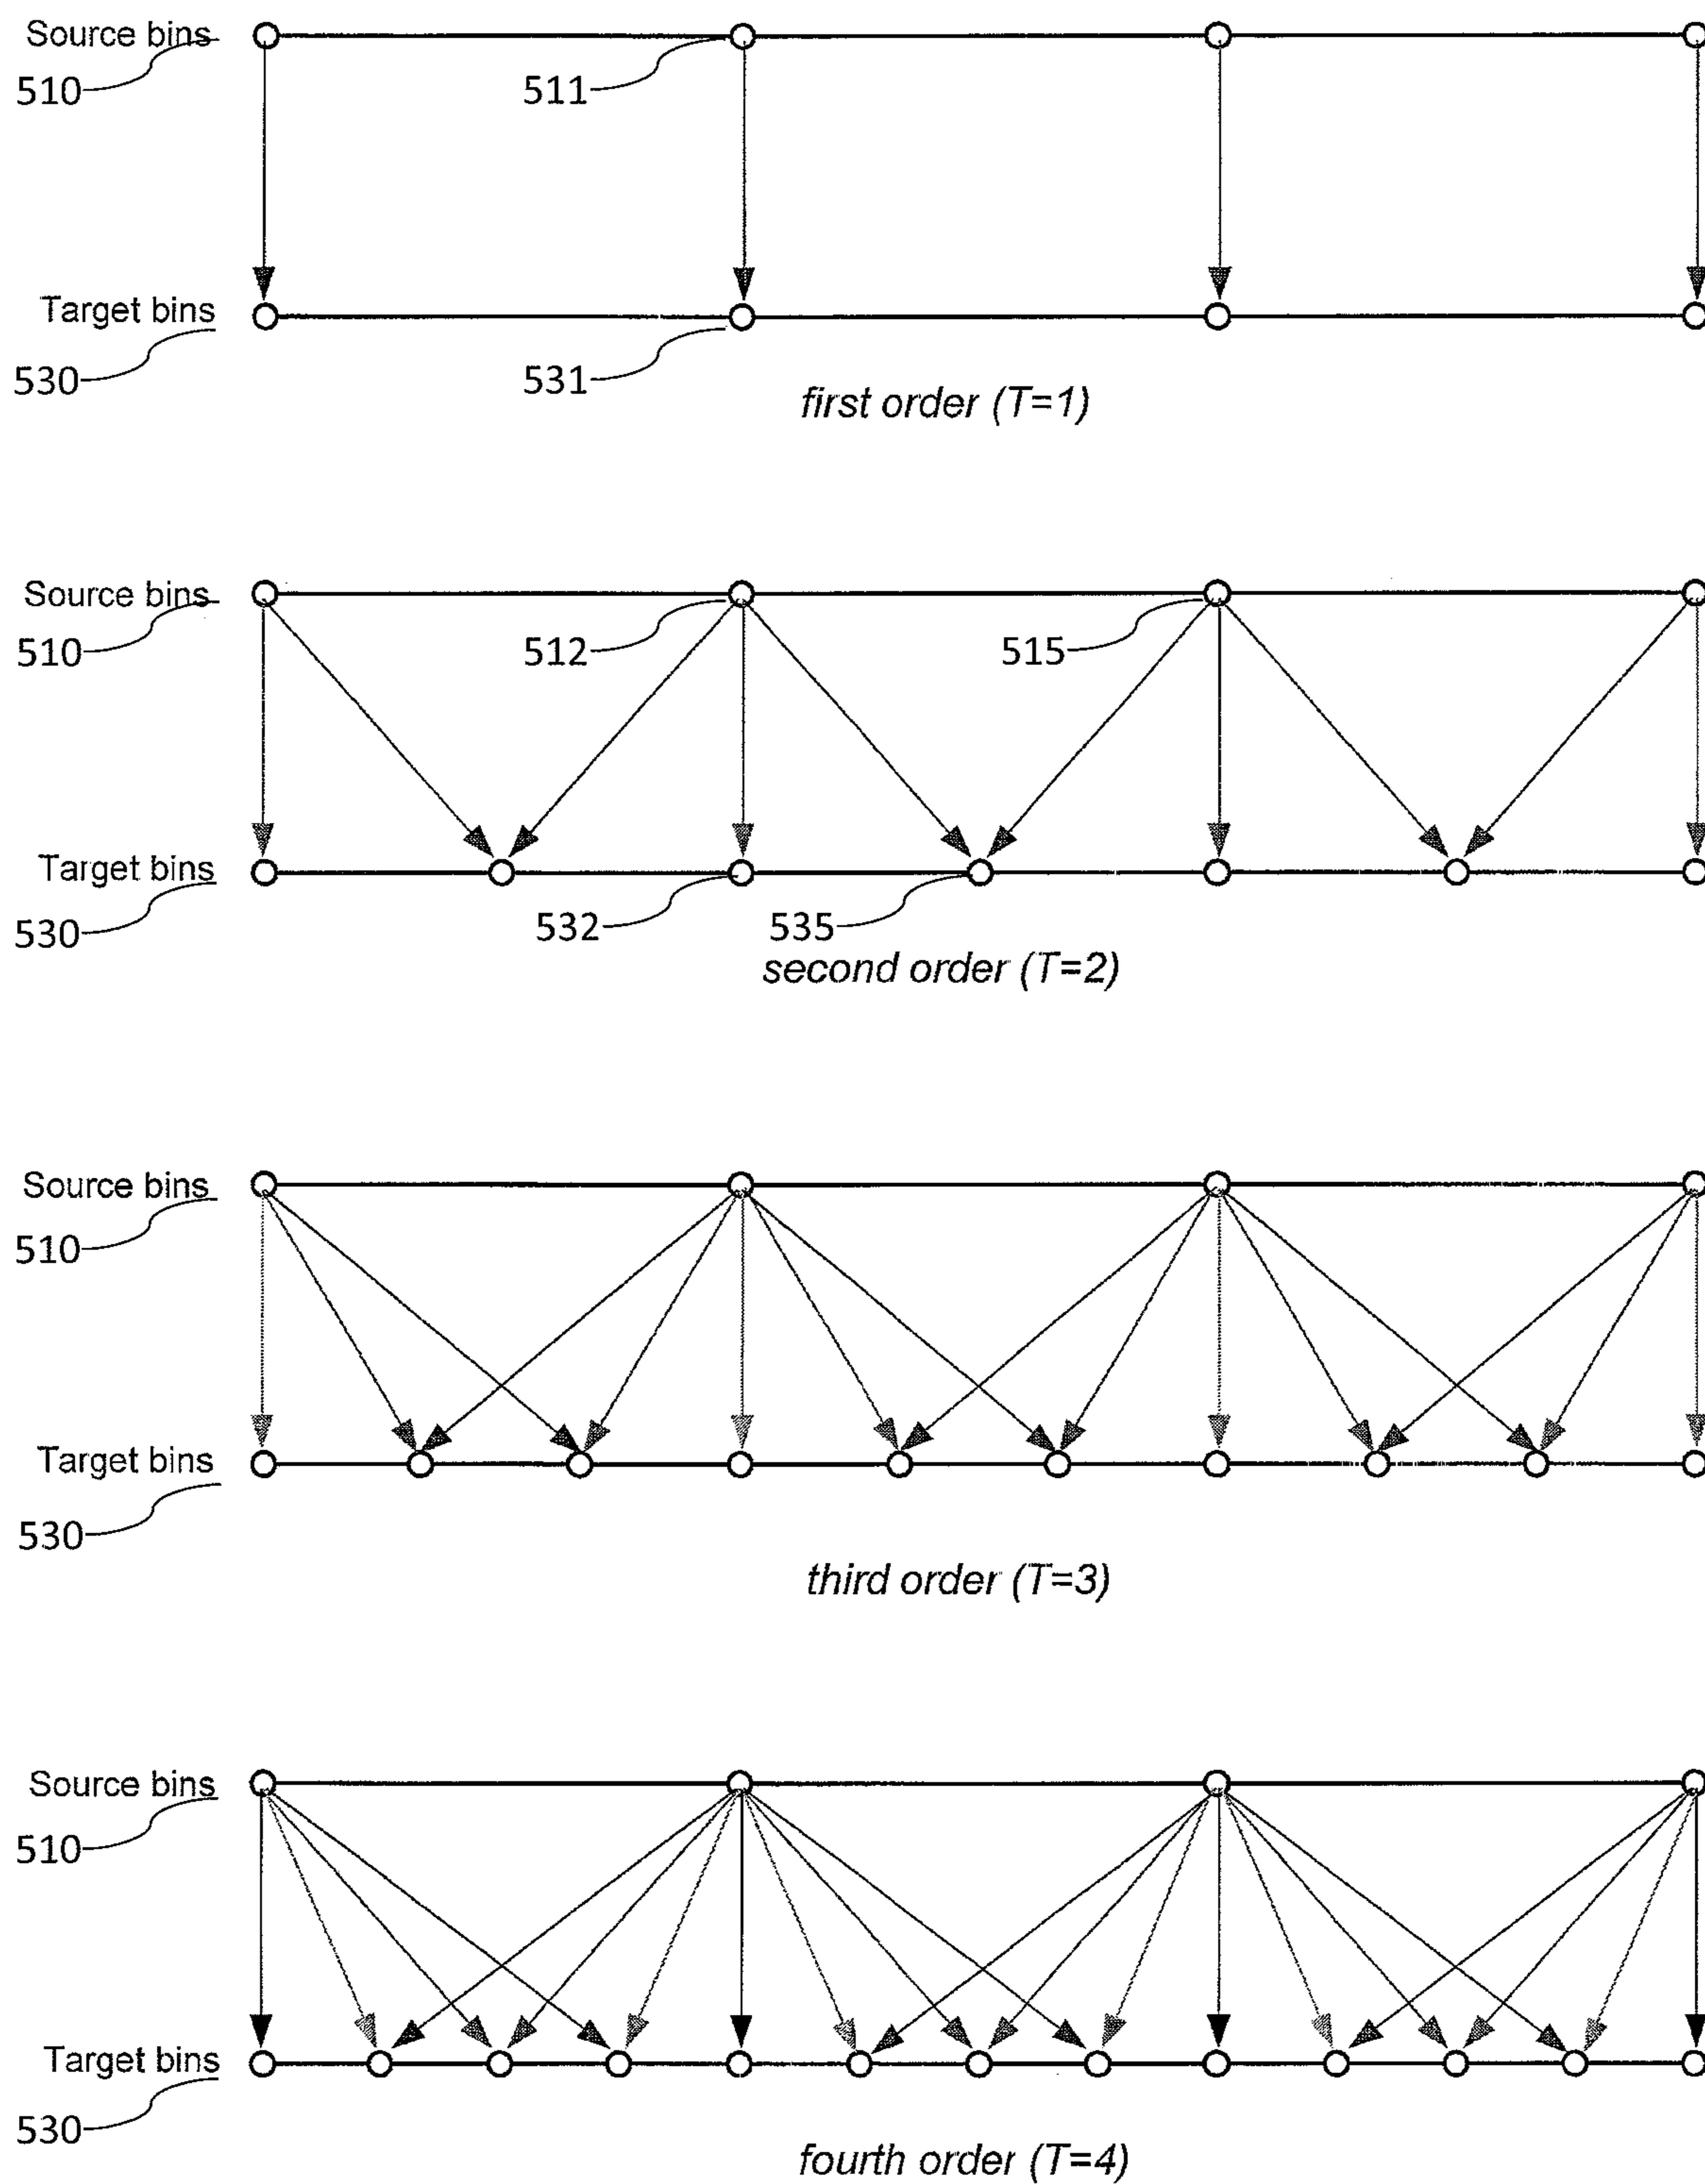 Source bins
510
511
Target bins
530
531
first order (T=1)
Source bins
510
512
515
Target bins
530
532
535
second order (T=2)
Source bins
510
Target bins
530
third order (T=3)
Source bins
510
Target bins
530
fourth order (T=4)